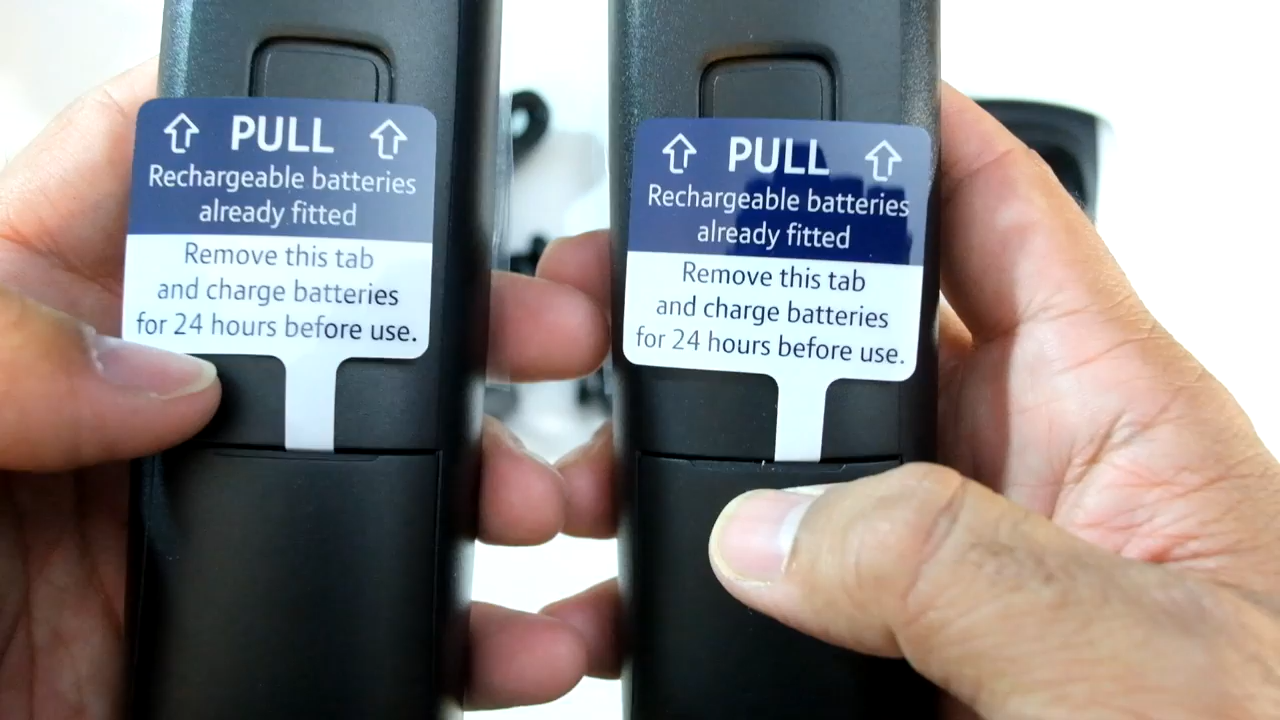 PULL
Rechargeable batteries
already fitted
Remove this tab
and charge batteries
for 24 hours before use.
PULL
Rechargeable batteries
already fitted
Remove this tab
and charge batteries
for 24 hours before use.